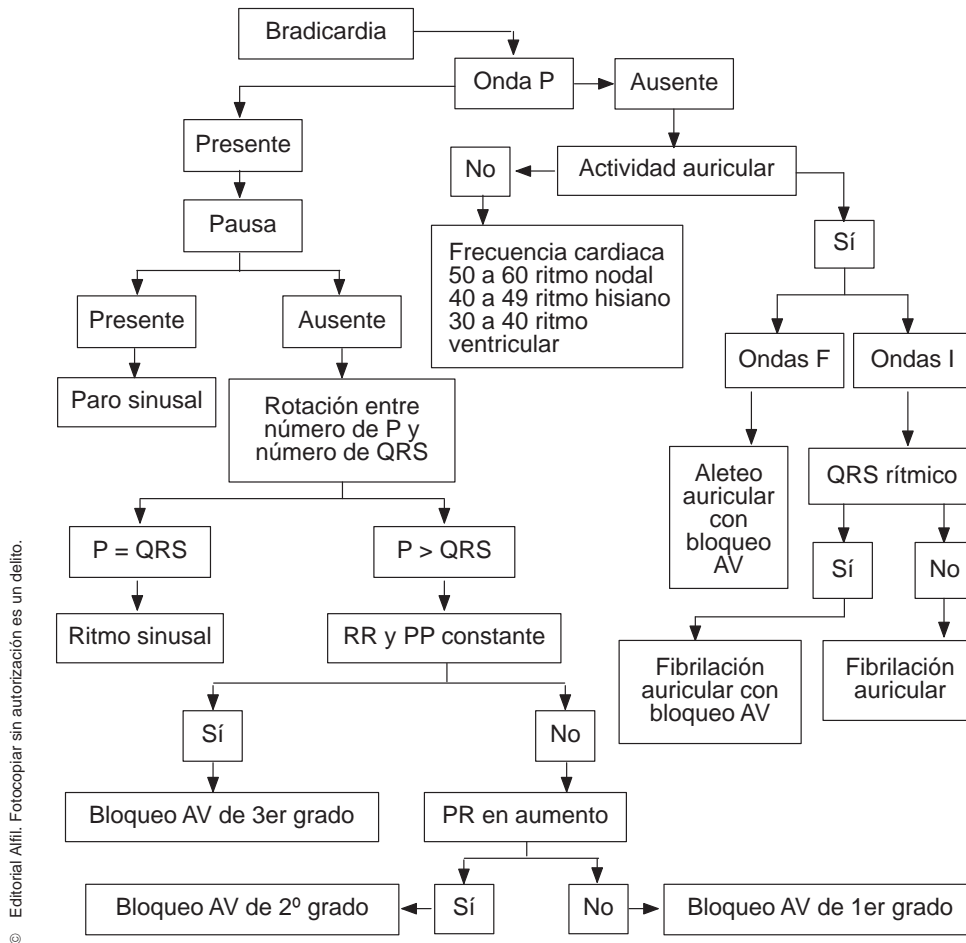 Bradicardia
Onda P
Ausente
Presente
No
Actividad auricular
Pausa
Frecuencia cardiaca
50 a 60 ritmo nodal
40 a 49 ritmo hisiano
30 a 40 ritmo
ventricular
Sí
Presente
Ausente
Ondas F
Ondas I
Paro sinusal
Rotación entre
número de P y
número de QRS
Aleteo
auricular
con
bloqueo
AV
QRS rítmico
P = QRS
P > QRS
Sí
No
Ritmo sinusal
RR y PP constante
Fibrilación
auricular con
bloqueo AV
Fibrilación
auricular
Sí
No
Bloqueo AV de 3er grado
PR en aumento
Bloqueo AV de 2º grado
Sí
No
Bloqueo AV de 1er grado
© Editorial Alfil. Fotocopiar sin autorización es un delito.